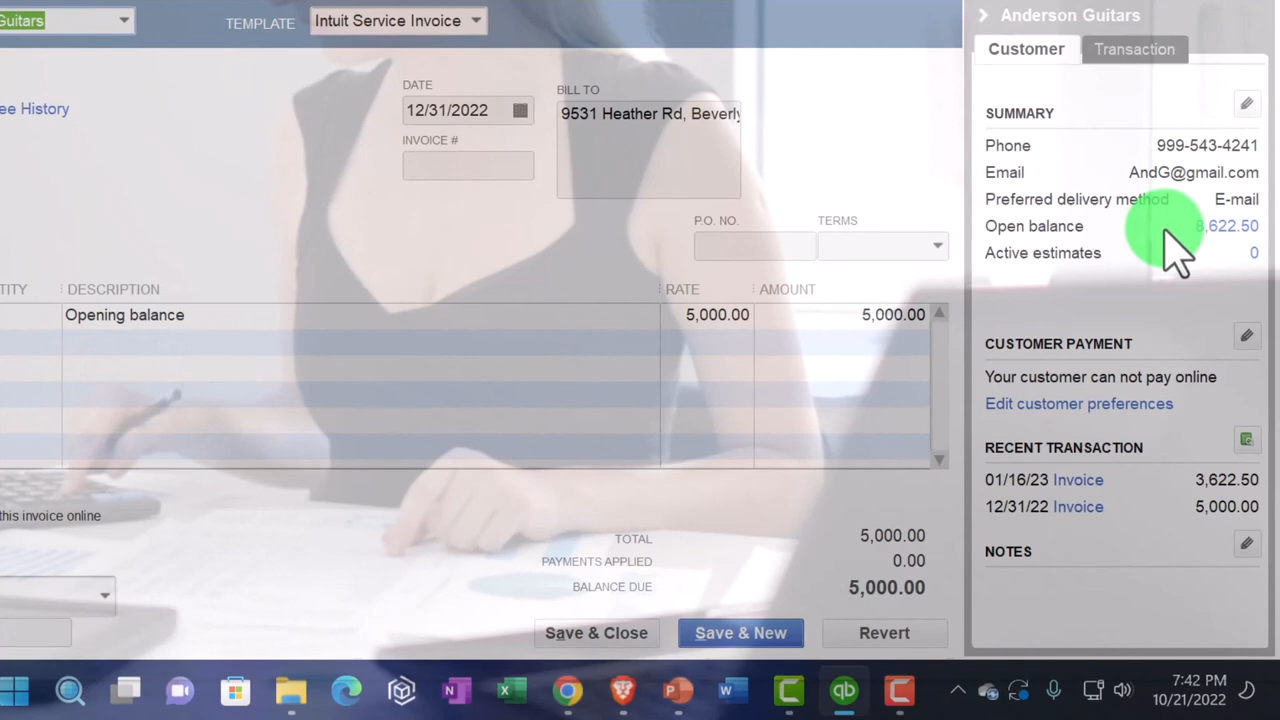 Guitars
TEMPLATE Intuit Service Invoice
Anderson Guitars
Customer Transaction
DATE
BILL TO
12/31/2022
9531 Heather Rd, Beverly
ee History
INVOICE #
SUMMARY
Phone 999-543-4241
Email AndG@gmail.com
Preferred delivery method E-mail
Open balance 8,622.50
Active estimates 0
P.O. NO. TERMS
TITY DESCRIPTION RATE AMOUNT
Opening balance 5,000.00 5,000.00
CUSTOMER PAYMENT
Your customer can not pay online
Edit customer preferences
RECENT TRANSACTION
01/16/23 Invoice 3,622.50
12/31/22 Invoice 5,000.00
NOTES
this invoice online
TOTAL 5,000.00
PAYMENTS APPLIED 0.00
BALANCE DUE 5,000.00
Save & Close Save & New Revert
7:42 PM
10/21/2022